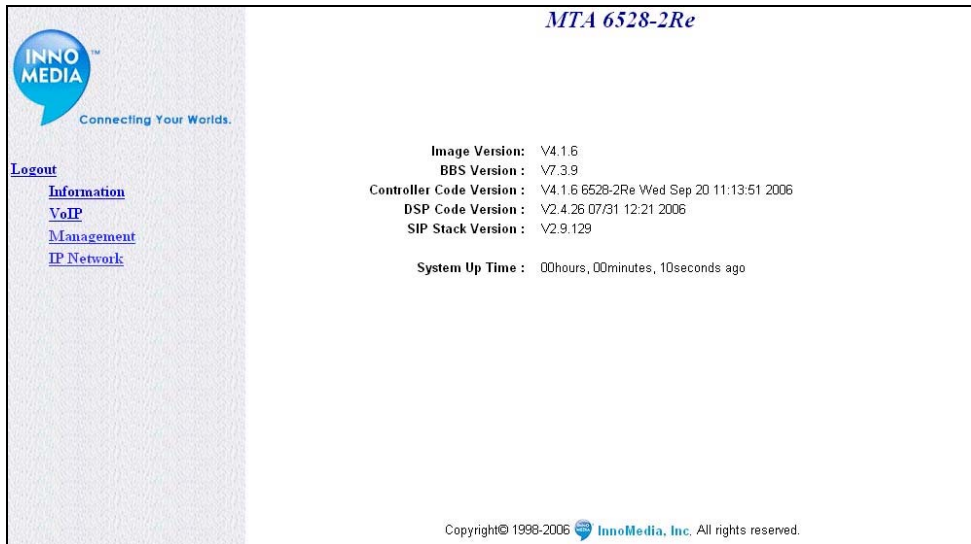 MTA 6528-2Re
INNO
MEDIA
TM
Connecting Your Worlds.
Logout
Information
VoIP
Management
IP Network
Image Version: V4.1.6
BBS Version : V7.3.9
Controller Code Version : V4.1.6 6528-2Re Wed Sep 20 11:13:51 2006
DSP Code Version : V2.4.26 07/31 12:21 2006
SIP Stack Version : V2.9.129
System Up Time : 00hours, 00minutes, 10seconds ago
Copyright© 1998-2006 InnoMedia, Inc. All rights reserved.